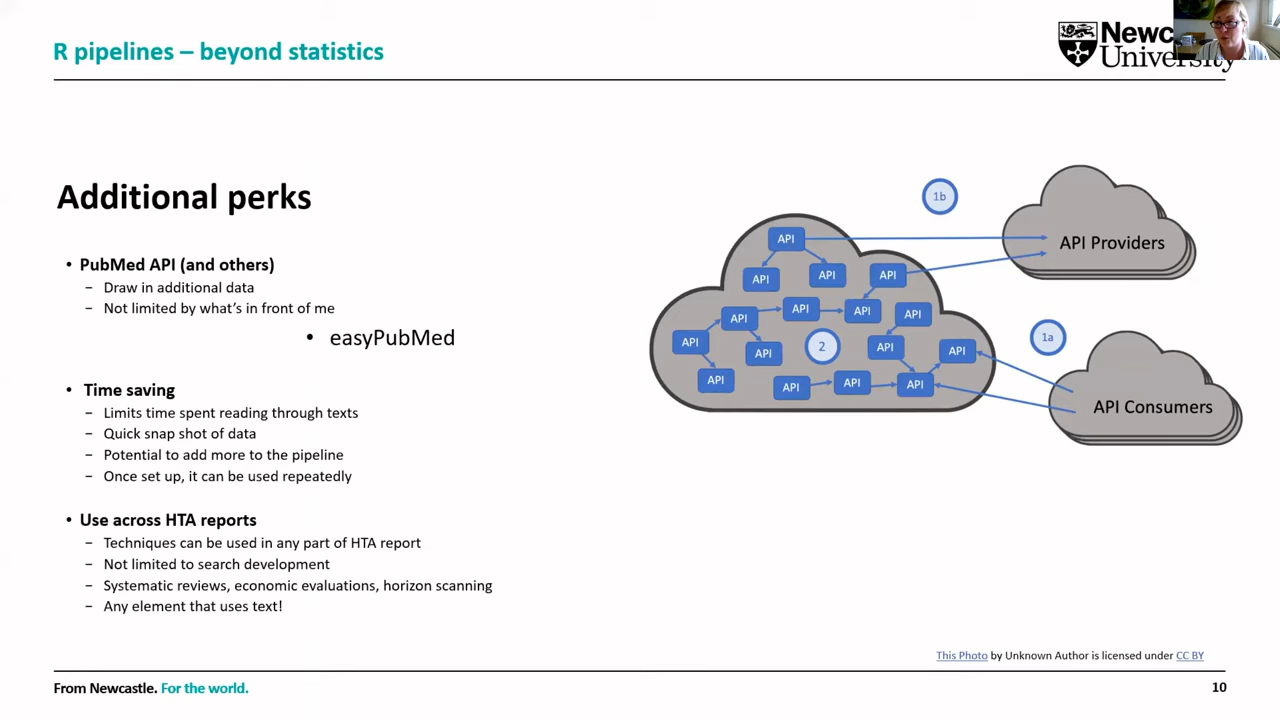 R pipelines – beyond statistics
Newc
University
Additional perks
• PubMed API (and others)
– Draw in additional data
– Not limited by what's in front of me
• easyPubMed
• Time saving
– Limits time spent reading through texts
– Quick snap shot of data
– Potential to add more to the pipeline
– Once set up, it can be used repeatedly
• Use across HTA reports
– Techniques can be used in any part of HTA report
– Not limited to search development
– Systematic reviews, economic evaluations, horizon scanning
– Any element that uses text!
1b
API Providers
API
API
API
API
API
API
API
API
API
API
2
API
API
API
API
API
API
1a
API Consumers
This Photo by Unknown Author is licensed under CC BY
From Newcastle. For the world.
10